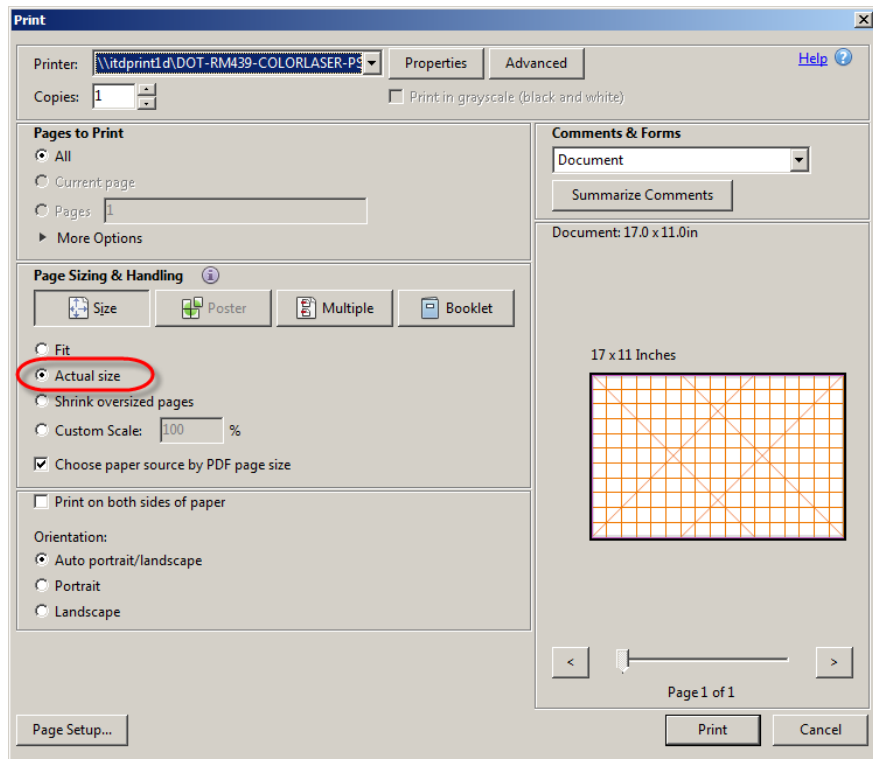 Print
Printer: \\itdprint1d\DOT-RM439-COLORLASER-PS Properties Advanced Help
Copies: 1 Print in grayscale (black and white)
Pages to Print
All
Current page
Pages 1
More Options
Comments & Forms
Document
Summarize Comments
Page Sizing & Handling
Size Poster Multiple Booklet
Fit
Actual size
Shrink oversized pages
Custom Scale: 100 %
Choose paper source by PDF page size
Print on both sides of paper
Orientation:
Auto portrait/landscape
Portrait
Landscape
Document: 17.0 x 11.0in
17 x 11 Inches
< >
Page 1 of 1
Page Setup... Print Cancel